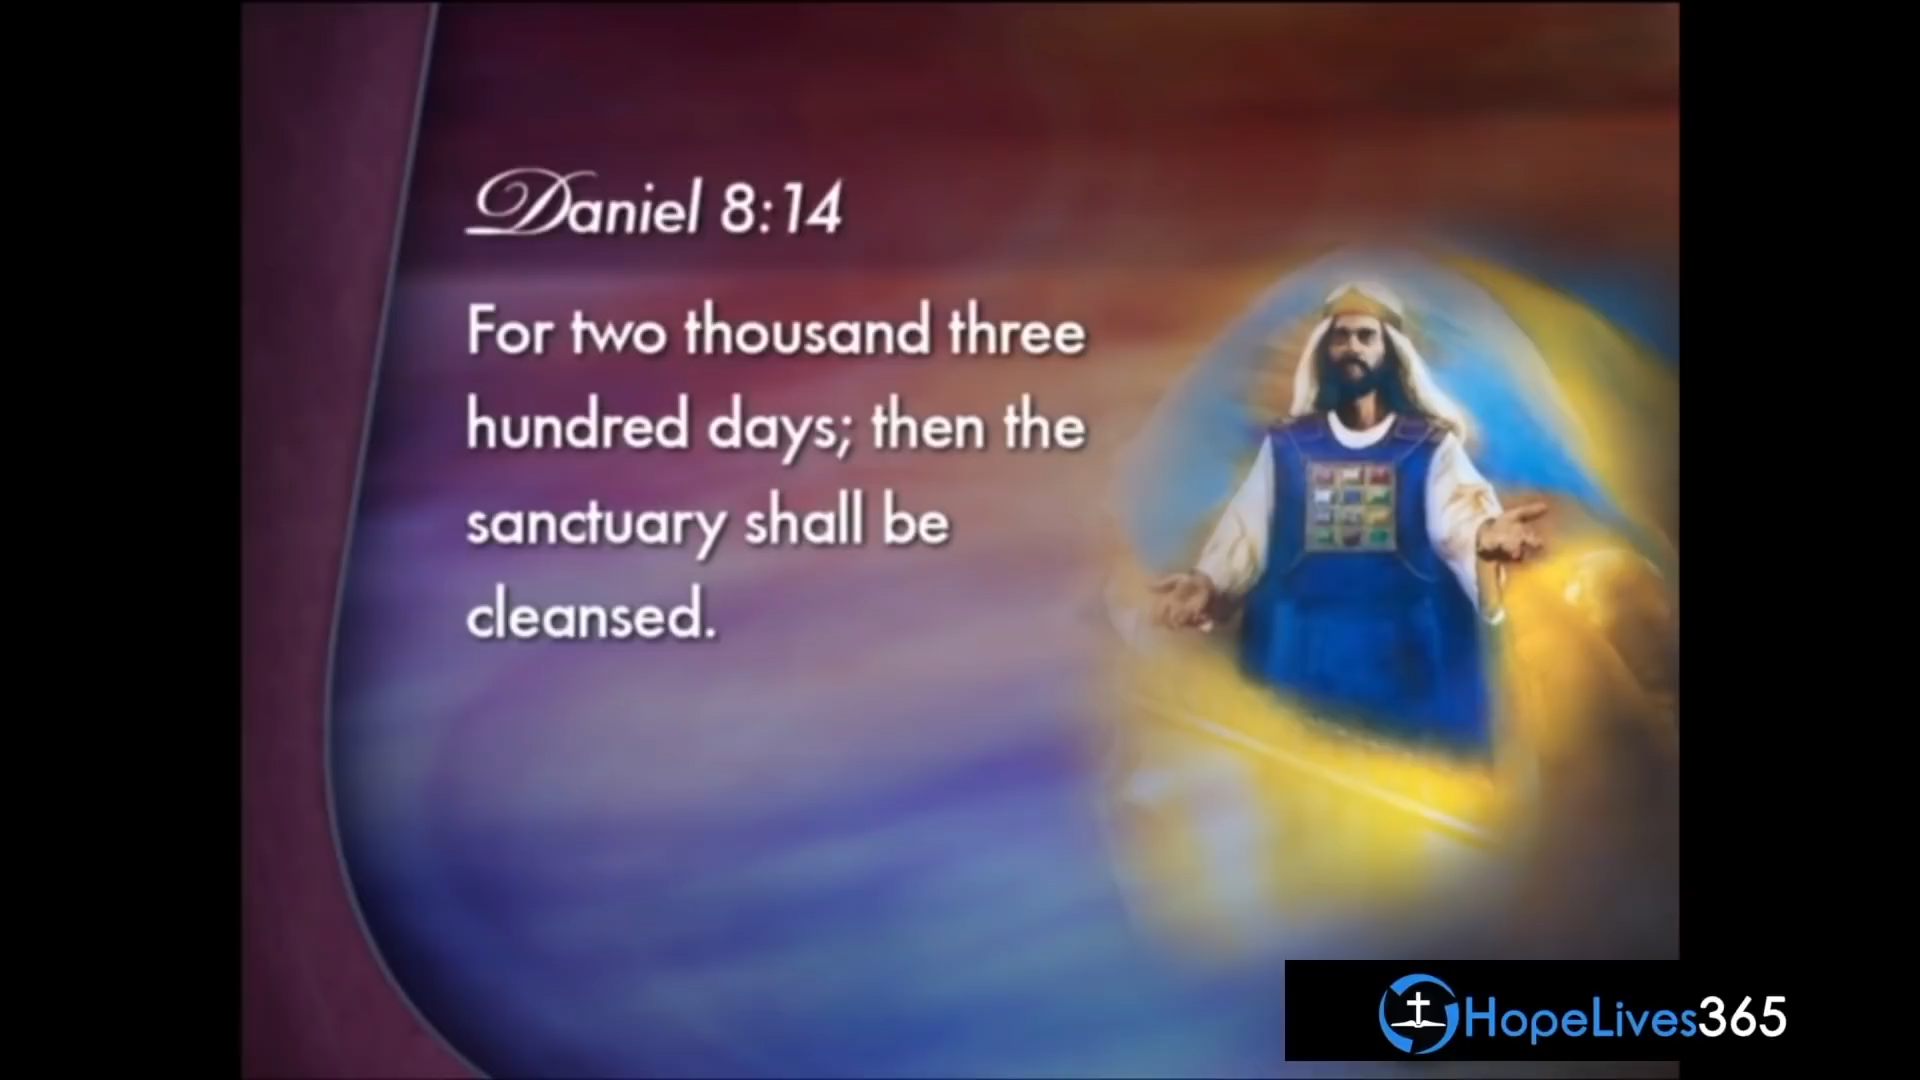 Daniel 8:14
For two thousand three
hundred days; then the
sanctuary shall be
cleansed.
HopeLives365